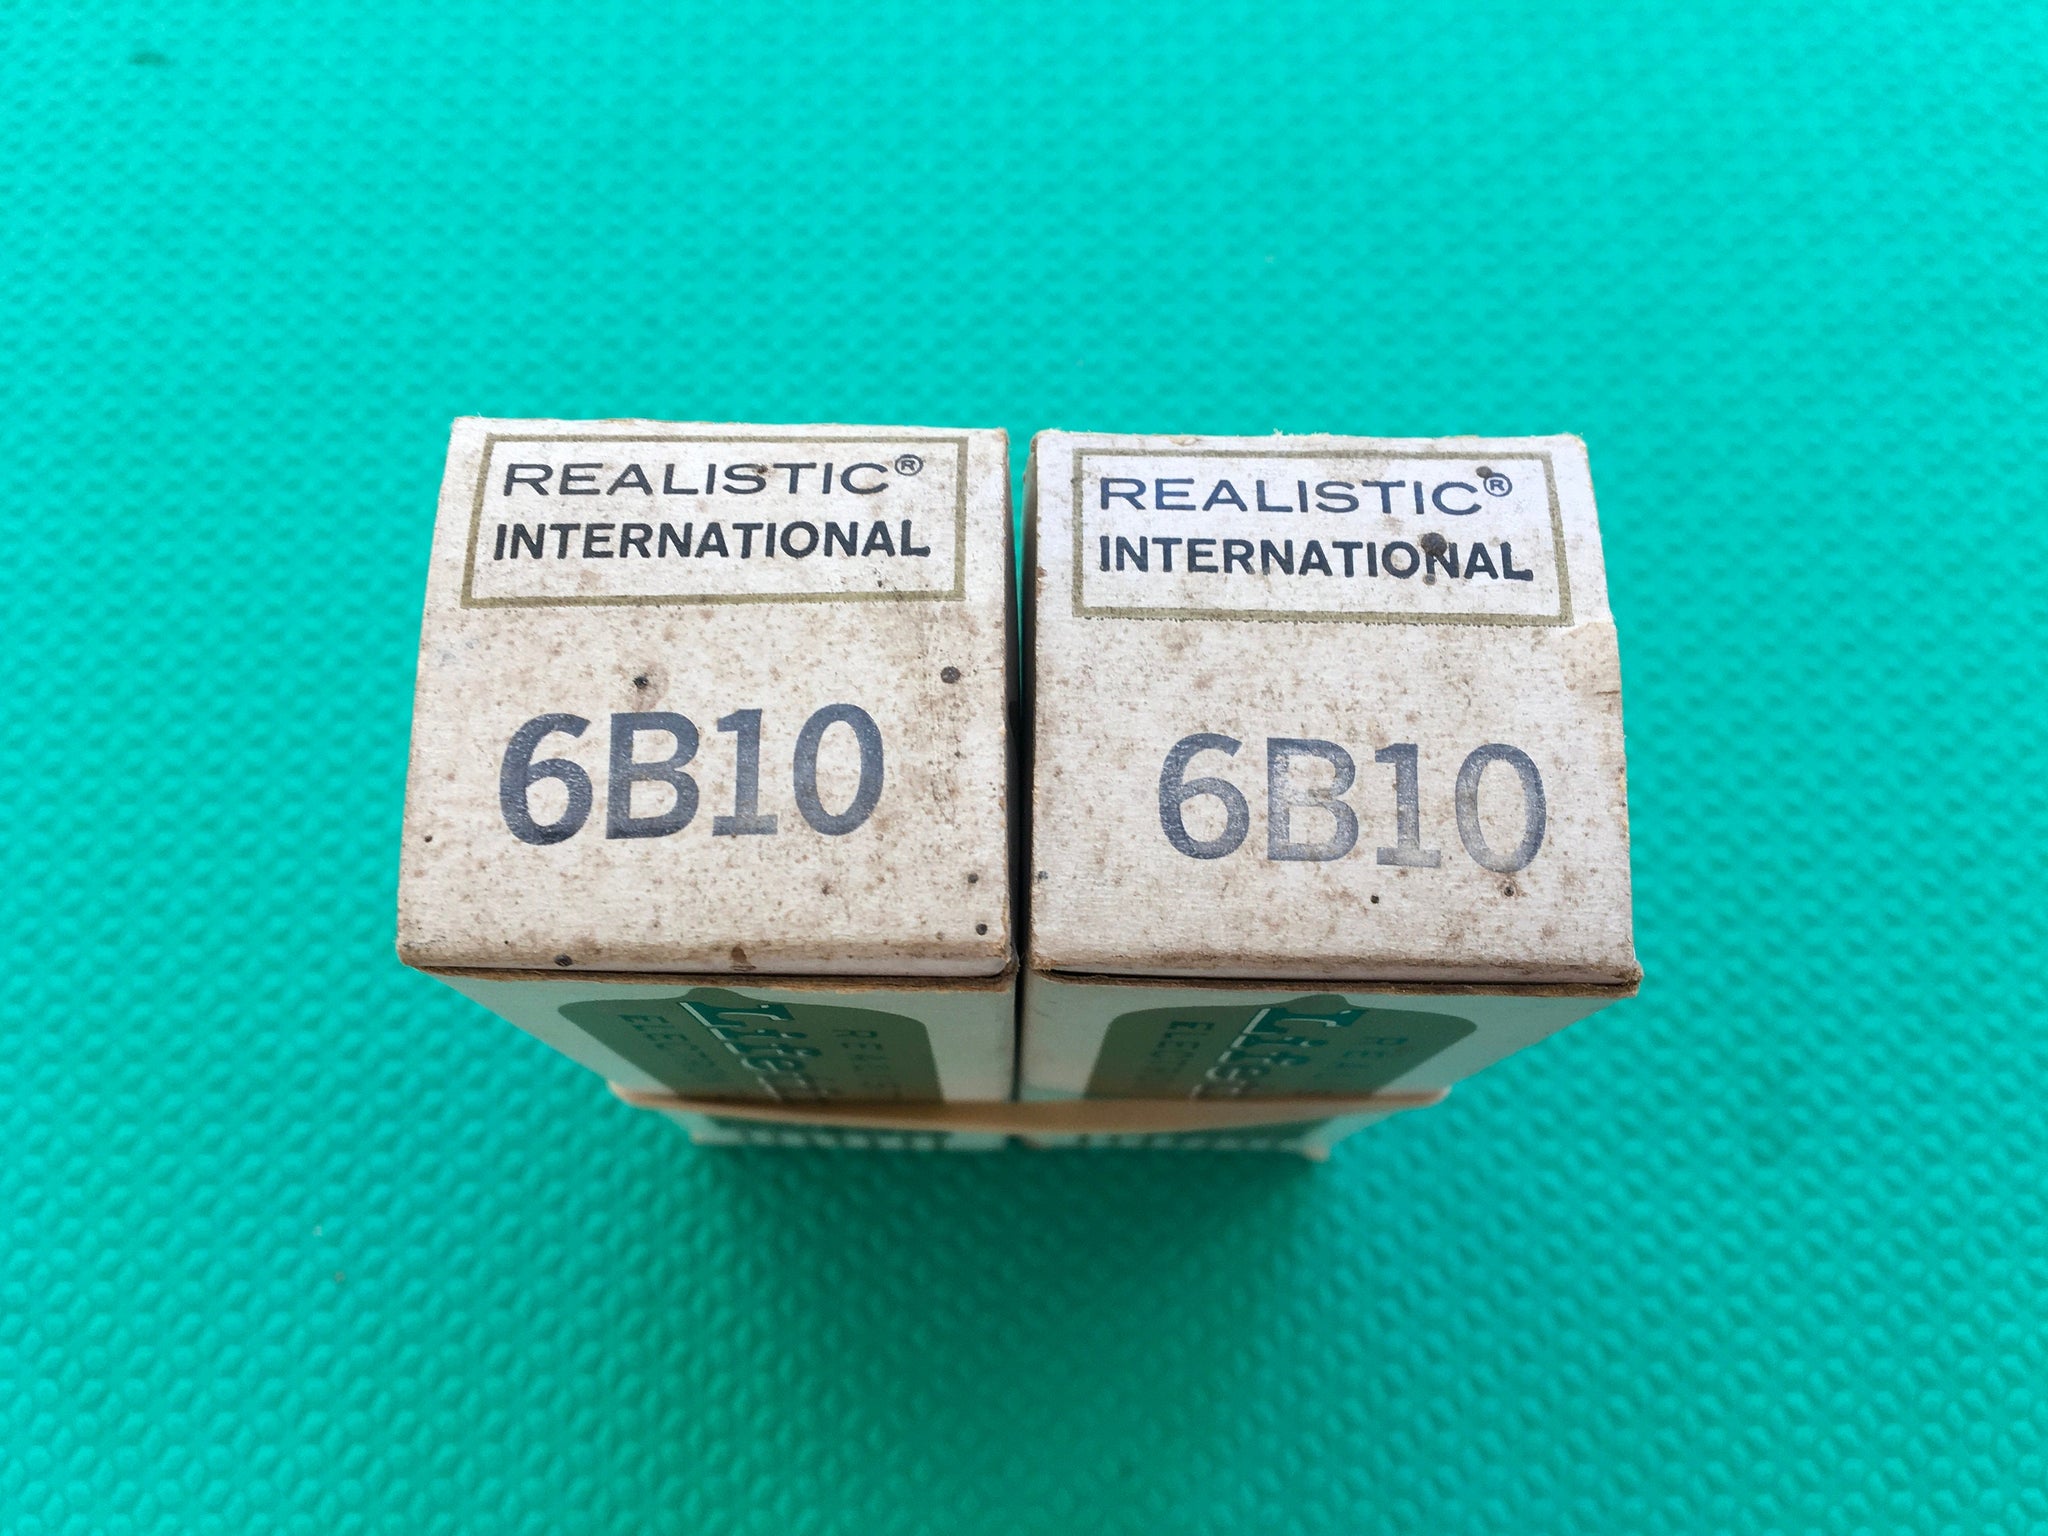 REALISTIC®
INTERNATIONAL
6B10
REALISTIC®
INTERNATIONAL
6B10